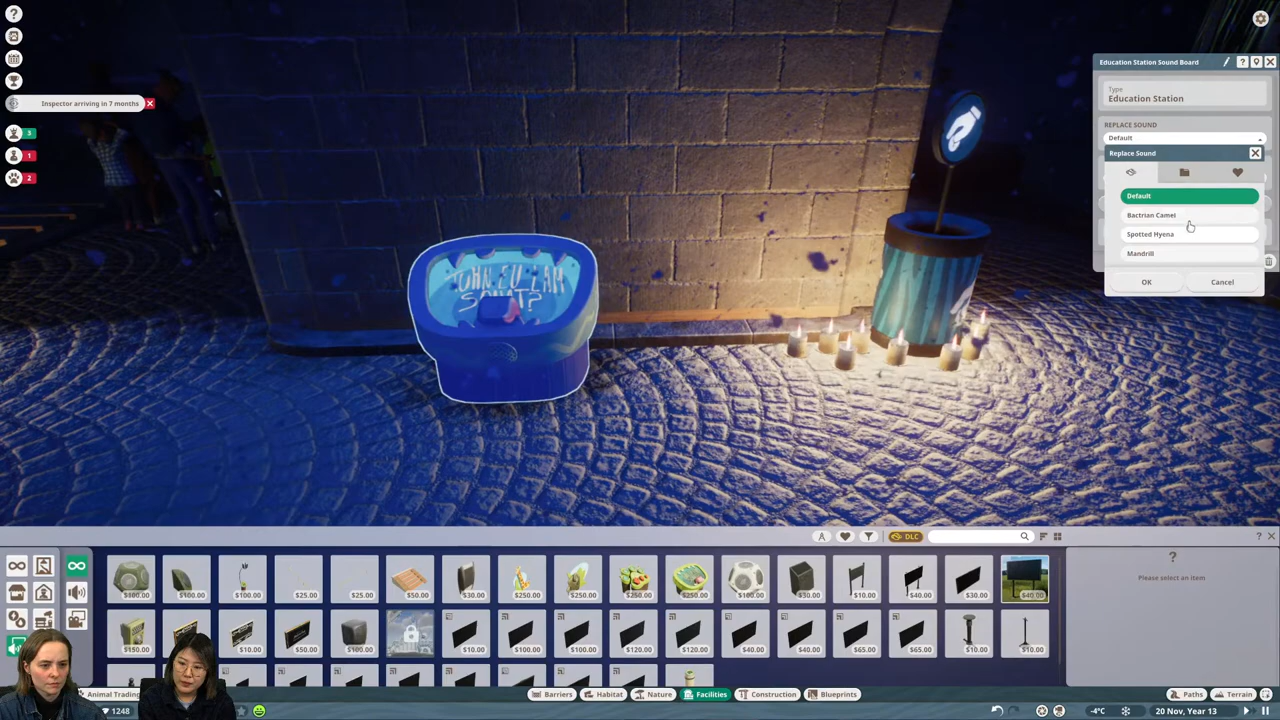 ?
Inspector arriving in 7 months
3
1
2
Education Station Sound Board
?
Type
Education Station
REPLACE SOUND
Default
Replace Sound
Default
Bactrian Camel
Spotted Hyena
Mandrill
OK
Cancel
DLC
?
$100.00
$100.00
$100.00
$25.00
$25.00
$50.00
$30.00
$250.00
$250.00
$250.00
$250.00
$100.00
$30.00
$10.00
$40.00
$30.00
$40.00
?
Please select an item
$150.00
$10.00
$50.00
$100.00
$10.00
$100.00
$100.00
$120.00
$120.00
$40.00
$40.00
$65.00
$65.00
$10.00
$10.00
Animal Trading
Barriers
Habitat
Nature
Facilities
Construction
Blueprints
Paths
Terrain
1248
-4°C
20 Nov, Year 13